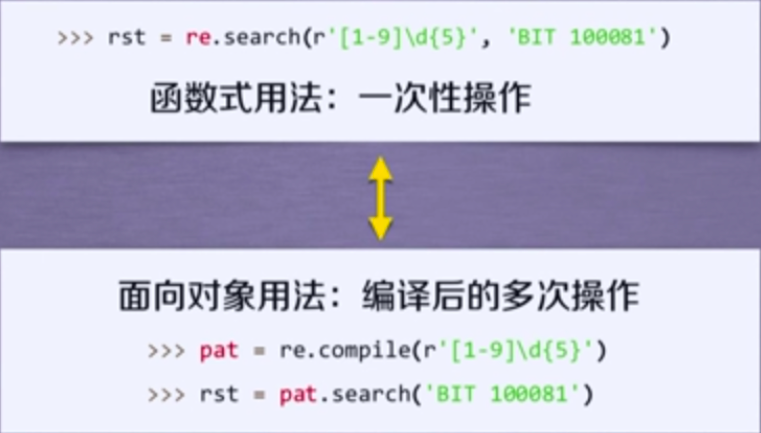 >>> rst = re.search(r'[1-9]\d{5}', 'BIT 100081')
函数式用法：一次性操作
面向对象用法：编译后的多次操作
>>> pat = re.compile(r'[1-9]\d{5}')
>>> rst = pat.search('BIT 100081')